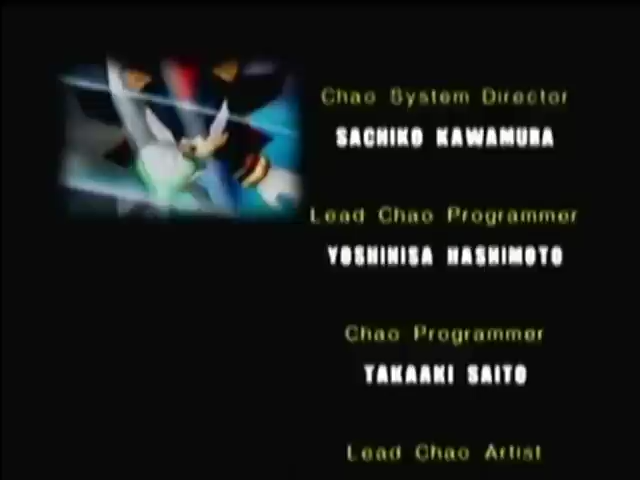 Chao System Director
SACHIKO KAWAMURA
Lead Chao Programmer
YOSHIHISA HASHIMOTO
Chao Programmer
TAKAAKI SAITO
Lead Chao Artist